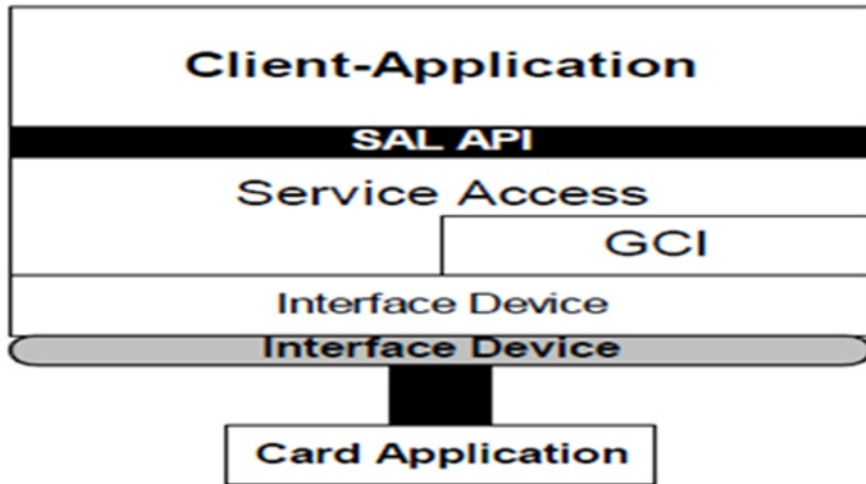 Client-Application
SAL API
Service Access
GCI
Interface Device
Interface Device
Card Application